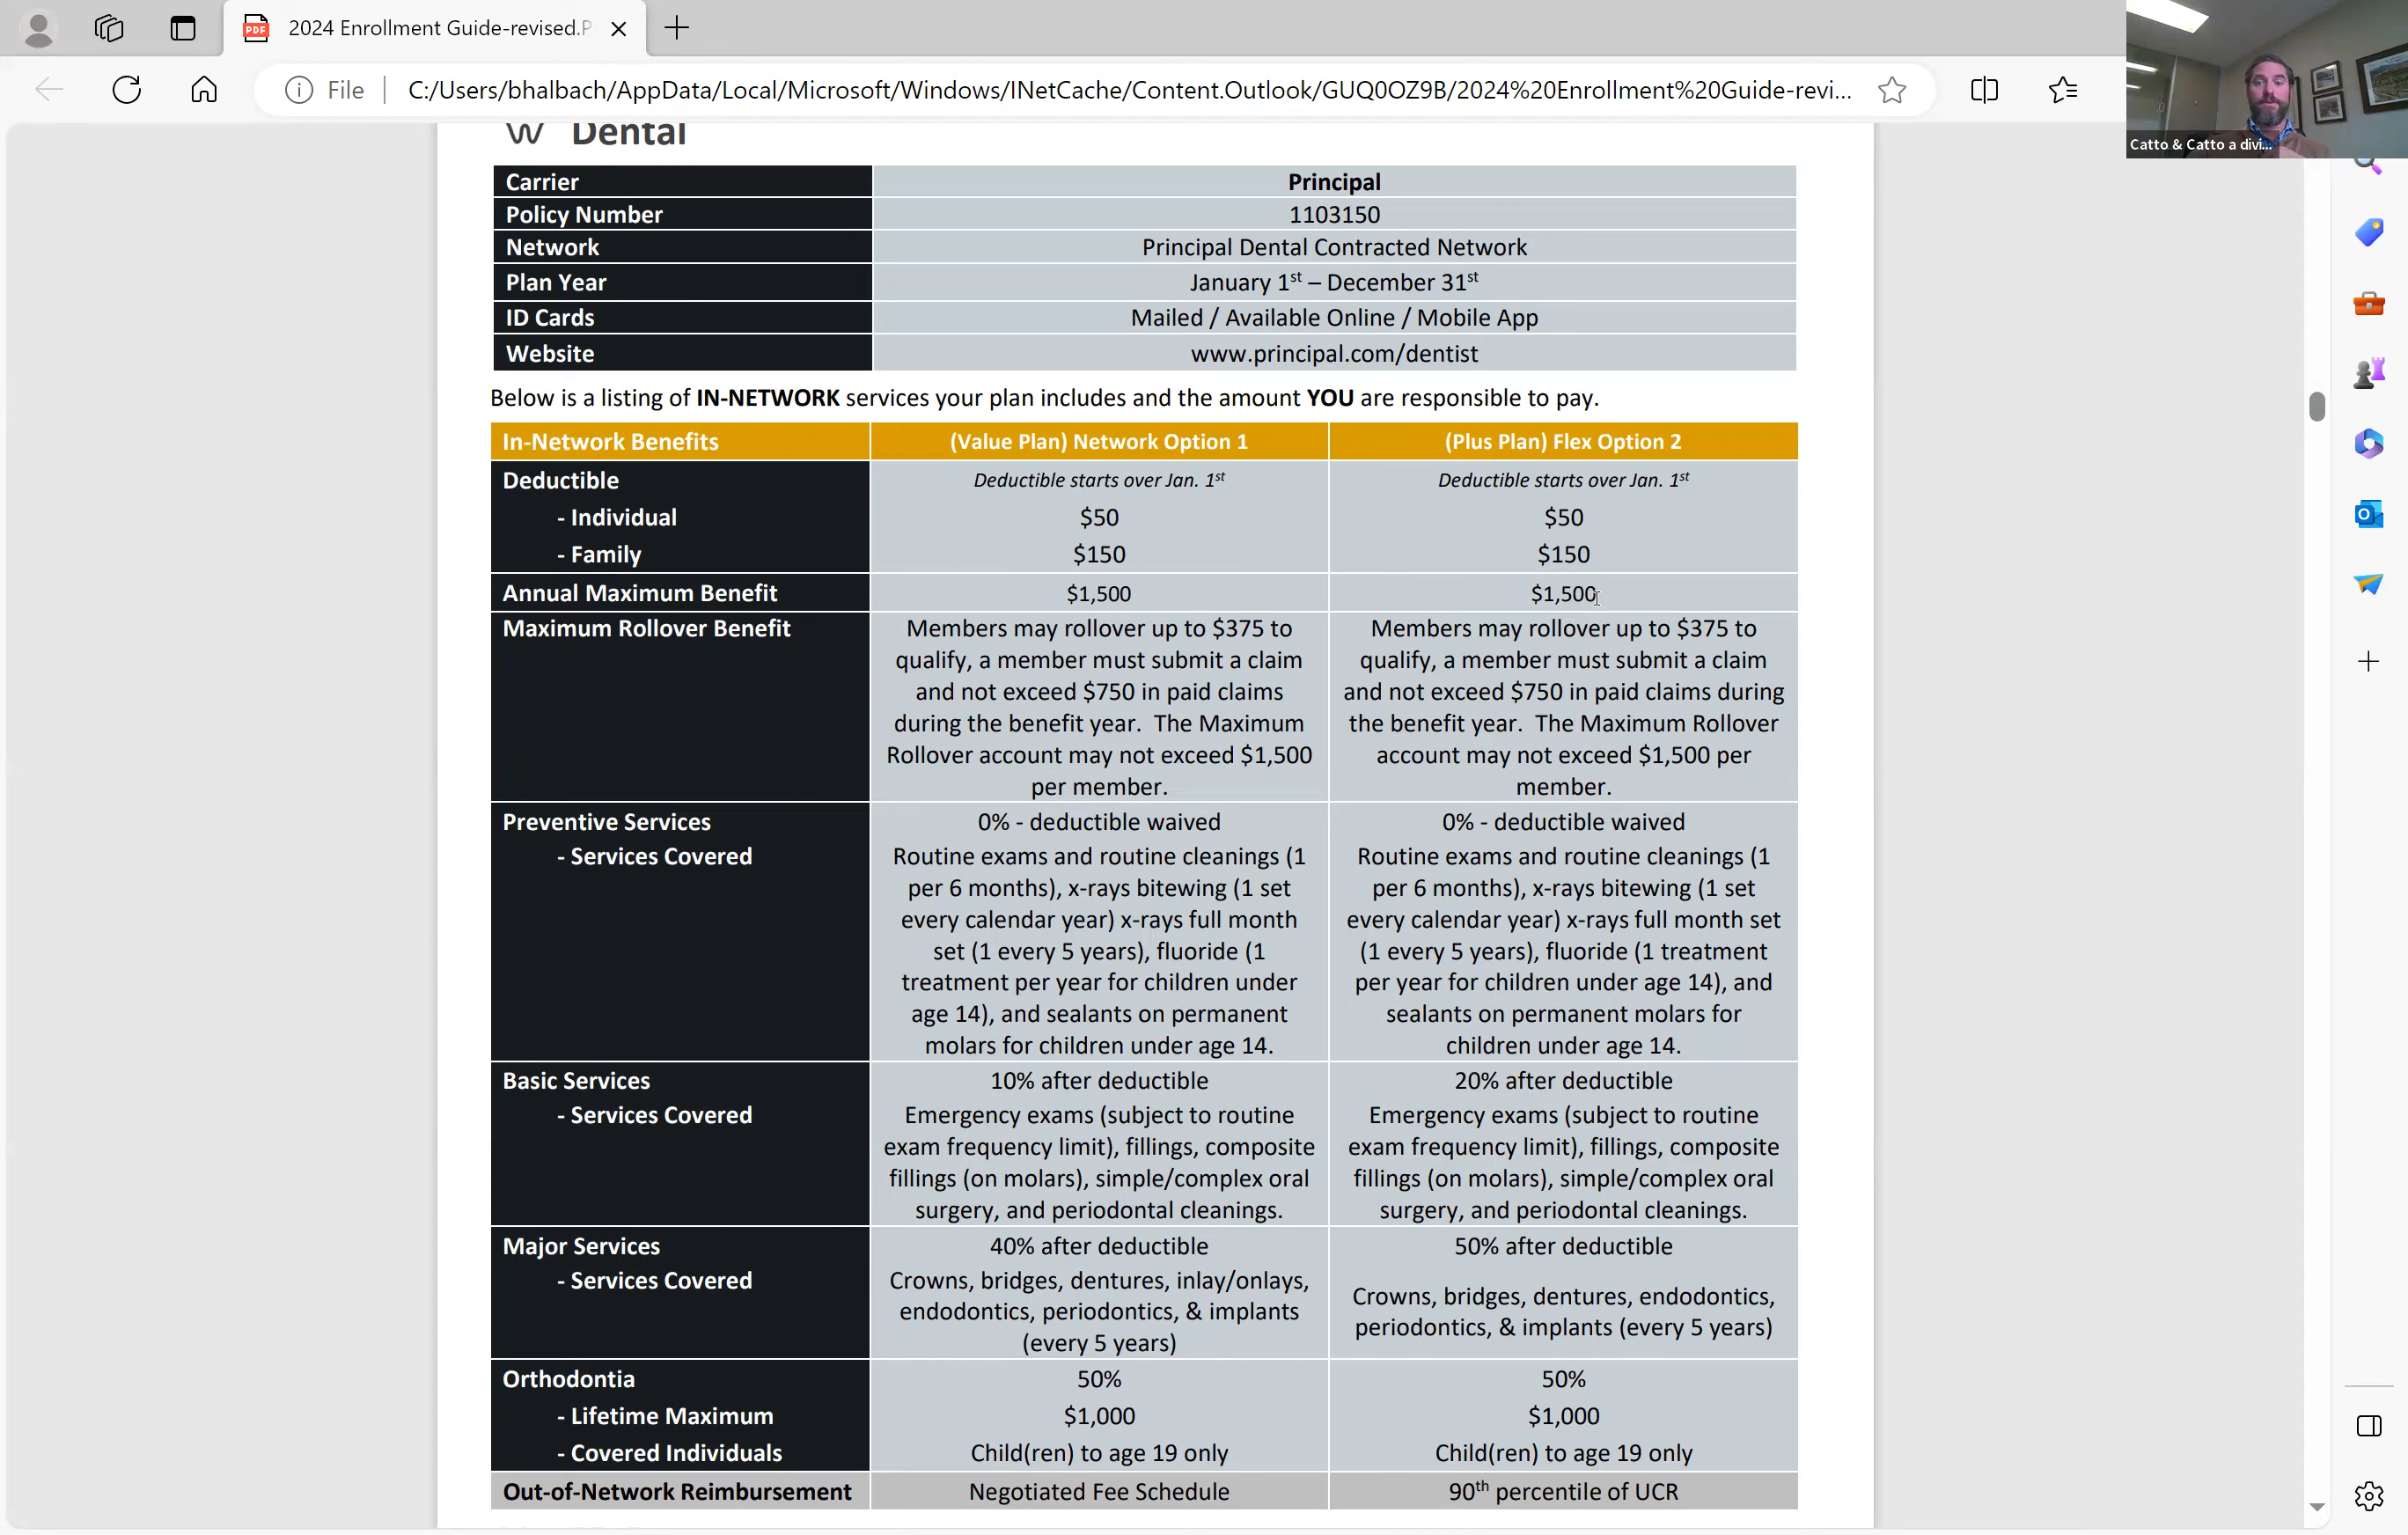 2024 Enrollment Guide-revised.P
File
C:/Users/bhalbach/AppData/Local/Microsoft/Windows/INetCache/Content.Outlook/GUQ0OZ9B/2024%20Enrollment%20Guide-revi...
Catto & Catto a divi...
Dental
Carrier Principal
Policy Number 1103150
Network Principal Dental Contracted Network
Plan Year January 1st – December 31st
ID Cards Mailed / Available Online / Mobile App
Website www.principal.com/dentist
Below is a listing of IN-NETWORK services your plan includes and the amount YOU are responsible to pay.
In-Network Benefits (Value Plan) Network Option 1 (Plus Plan) Flex Option 2
Deductible Deductible starts over Jan. 1st Deductible starts over Jan. 1st
- Individual $50 $50
- Family $150 $150
Annual Maximum Benefit $1,500 $1,500
Maximum Rollover Benefit
Members may rollover up to $375 to
qualify, a member must submit a claim
and not exceed $750 in paid claims
during the benefit year. The Maximum
Rollover account may not exceed $1,500
per member.
Members may rollover up to $375 to
qualify, a member must submit a claim
and not exceed $750 in paid claims during
the benefit year. The Maximum Rollover
account may not exceed $1,500 per
member.
Preventive Services 0% - deductible waived 0% - deductible waived
- Services Covered
Routine exams and routine cleanings (1
per 6 months), x-rays bitewing (1 set
every calendar year) x-rays full month
set (1 every 5 years), fluoride (1
treatment per year for children under
age 14), and sealants on permanent
molars for children under age 14.
Routine exams and routine cleanings (1
per 6 months), x-rays bitewing (1 set
every calendar year) x-rays full month set
(1 every 5 years), fluoride (1 treatment
per year for children under age 14), and
sealants on permanent molars for
children under age 14.
Basic Services 10% after deductible 20% after deductible
- Services Covered
Emergency exams (subject to routine
exam frequency limit), fillings, composite
fillings (on molars), simple/complex oral
surgery, and periodontal cleanings.
Emergency exams (subject to routine
exam frequency limit), fillings, composite
fillings (on molars), simple/complex oral
surgery, and periodontal cleanings.
Major Services 40% after deductible 50% after deductible
- Services Covered
Crowns, bridges, dentures, inlay/onlays,
endodontics, periodontics, & implants
(every 5 years)
Crowns, bridges, dentures, endodontics,
periodontics, & implants (every 5 years)
Orthodontia 50% 50%
- Lifetime Maximum $1,000 $1,000
- Covered Individuals Child(ren) to age 19 only Child(ren) to age 19 only
Out-of-Network Reimbursement Negotiated Fee Schedule 90th percentile of UCR